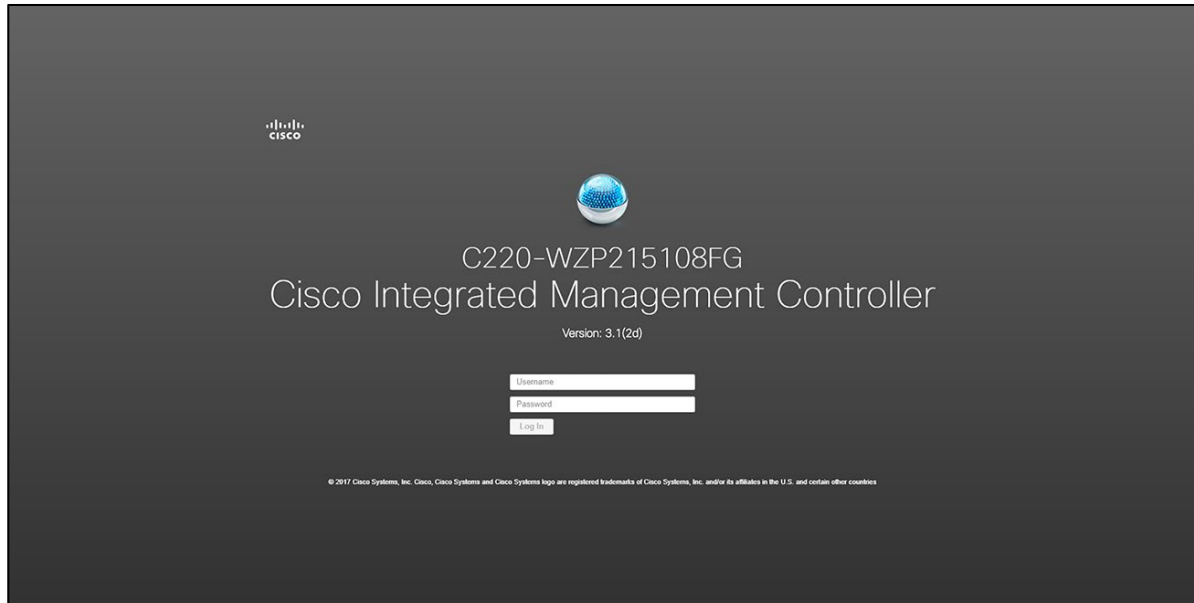 CISCO
C220-WZP215108FG
Cisco Integrated Management Controller
Version: 3.1(2d)
Username
Password
Log In
© 2017 Cisco Systems, Inc. Cisco, Cisco Systems and Cisco Systems logo are registered trademarks of Cisco Systems, Inc. and/or its affiliates in the U.S. and certain other countries